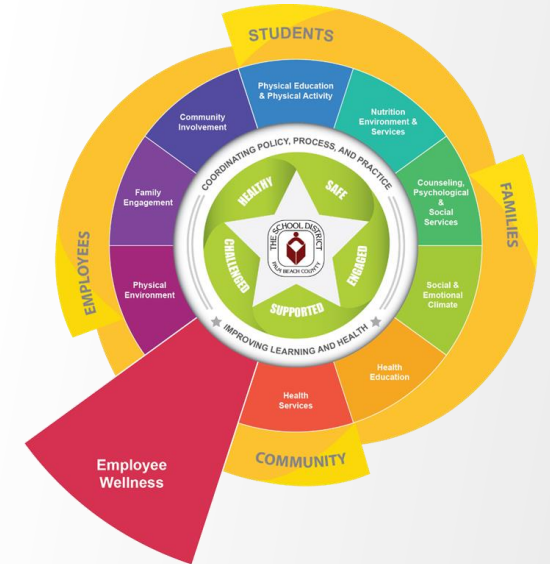 STUDENTS
Physical Education
& Physical Activity
Nutrition
Environment &
Services
Counseling,
Psychological
&
Social
Services
FAMILIES
Social &
Emotional
Climate
Health
Education
Health
Services
COMMUNITY
Employee
Wellness
Physical
Environment
EMPLOYEES
Family
Engagement
Community
Involvement
COORDINATING POLICY, PROCESS, AND PRACTICE
IMPROVING LEARNING AND HEALTH
HEALTHY
SAFE
ENGAGED
SUPPORTED
CHALLENGED
THE SCHOOL DISTRICT
PALM BEACH COUNTY